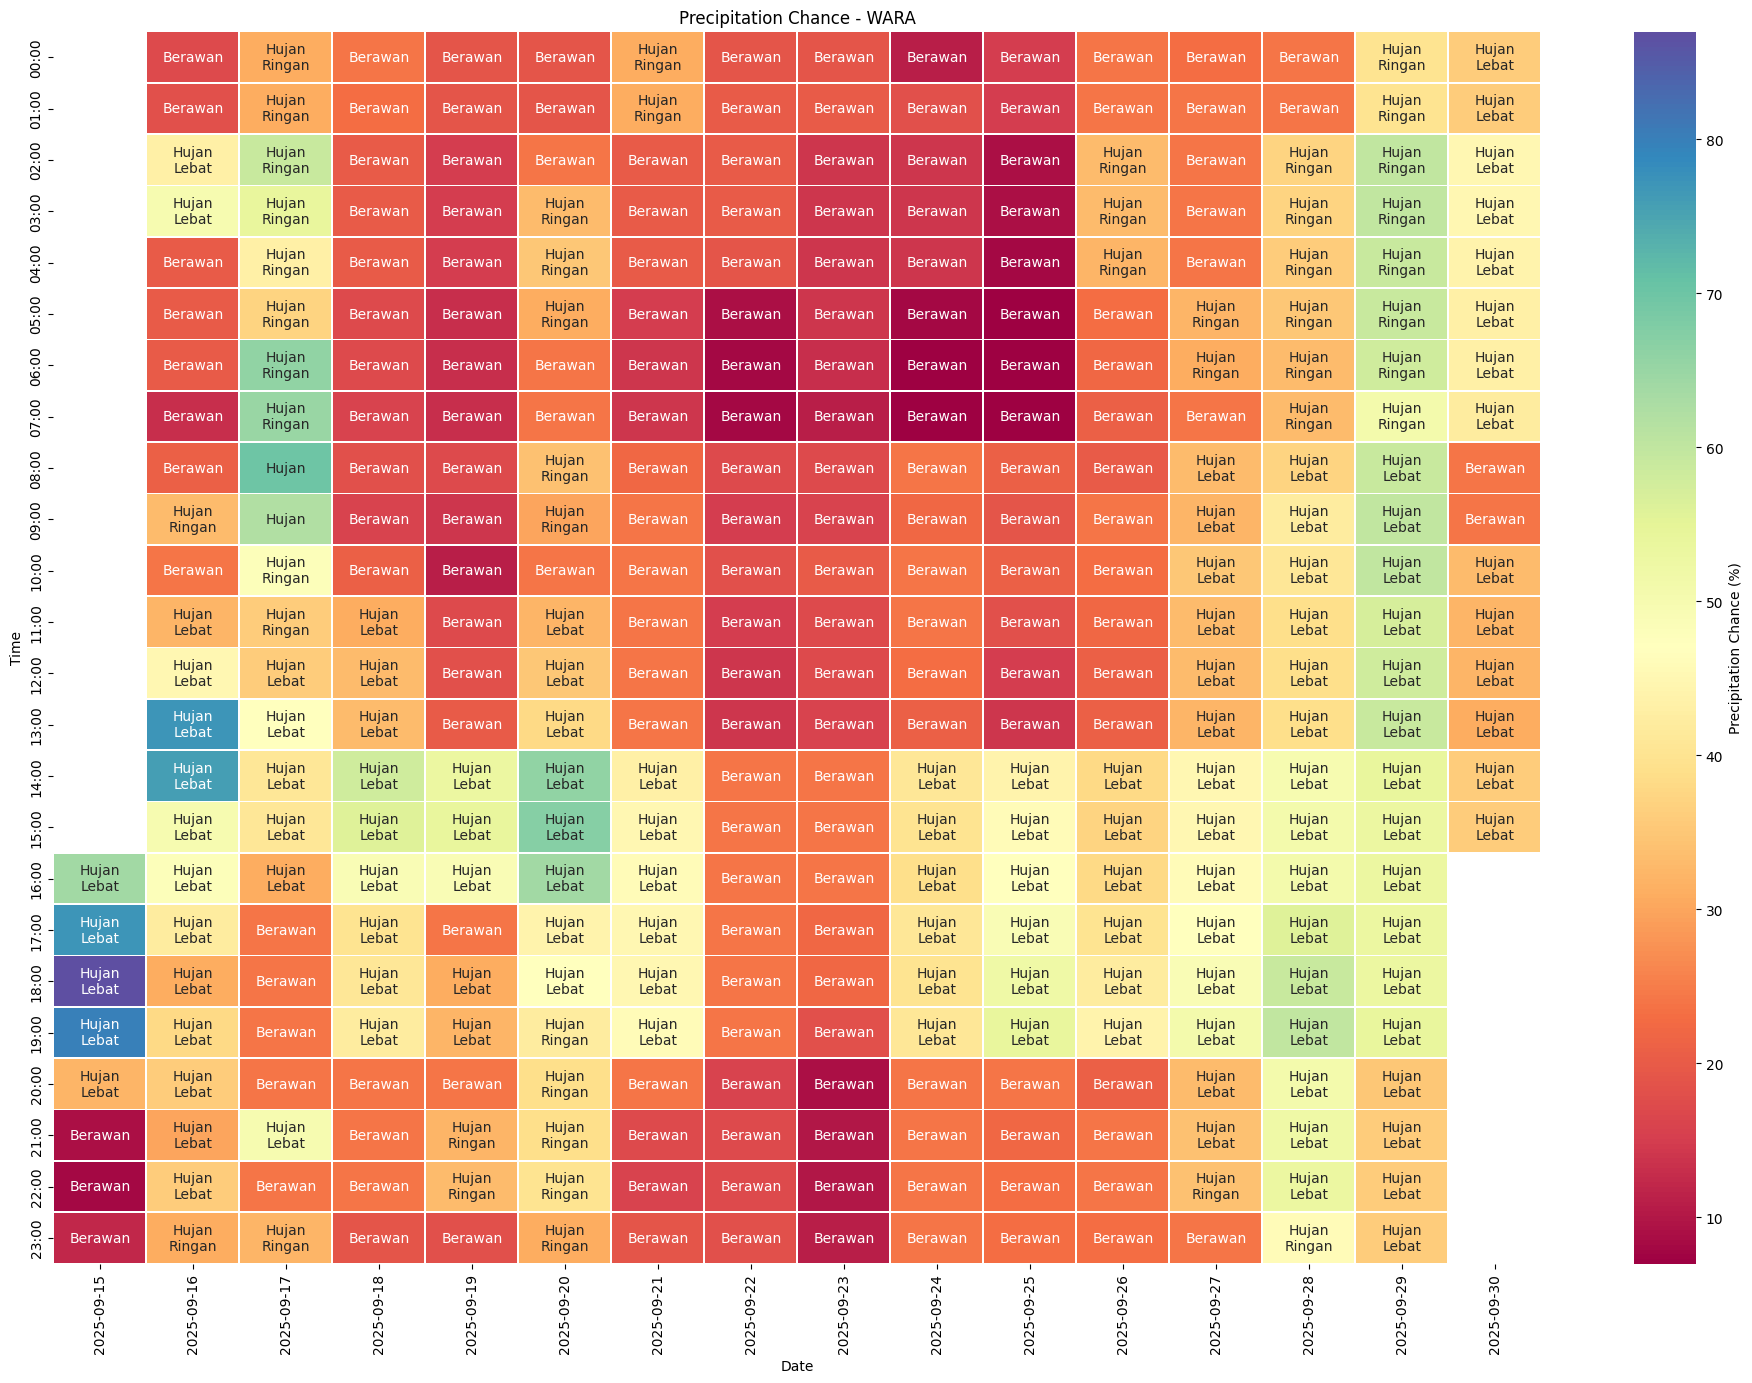 Precipitation Chance - WARA
00:00 Berawan Hujan Ringan Berawan Berawan Berawan Hujan Ringan Berawan Berawan Berawan Berawan Berawan Berawan Berawan Hujan Ringan Hujan Lebat
01:00 Berawan Hujan Ringan Berawan Berawan Berawan Hujan Ringan Berawan Berawan Berawan Berawan Berawan Berawan Berawan Hujan Ringan Hujan Lebat
02:00 Hujan Lebat Hujan Ringan Berawan Berawan Berawan Berawan Berawan Berawan Berawan Berawan Hujan Ringan Berawan Hujan Ringan Hujan Ringan Hujan Lebat
03:00 Hujan Lebat Hujan Ringan Berawan Berawan Hujan Ringan Berawan Berawan Berawan Berawan Berawan Hujan Ringan Berawan Hujan Ringan Hujan Ringan Hujan Lebat
04:00 Berawan Hujan Ringan Berawan Berawan Hujan Ringan Berawan Berawan Berawan Berawan Berawan Hujan Ringan Berawan Hujan Ringan Hujan Ringan Hujan Lebat
05:00 Berawan Hujan Ringan Berawan Berawan Hujan Ringan Berawan Berawan Berawan Berawan Berawan Berawan Hujan Ringan Hujan Ringan Hujan Ringan Hujan Lebat
06:00 Berawan Hujan Ringan Berawan Berawan Berawan Berawan Berawan Berawan Berawan Berawan Berawan Hujan Ringan Hujan Ringan Hujan Ringan Hujan Lebat
07:00 Berawan Hujan Ringan Berawan Berawan Berawan Berawan Berawan Berawan Berawan Berawan Berawan Berawan Hujan Ringan Hujan Ringan Hujan Lebat
08:00 Berawan Hujan Berawan Berawan Hujan Ringan Berawan Berawan Berawan Berawan Berawan Berawan Hujan Lebat Hujan Lebat Hujan Lebat Berawan
09:00 Hujan Ringan Hujan Berawan Berawan Hujan Ringan Berawan Berawan Berawan Berawan Berawan Berawan Hujan Lebat Hujan Lebat Hujan Lebat Berawan
10:00 Berawan Hujan Ringan Berawan Berawan Berawan Berawan Berawan Berawan Berawan Berawan Berawan Hujan Lebat Hujan Lebat Hujan Lebat Hujan Lebat
11:00 Hujan Lebat Hujan Ringan Hujan Lebat Berawan Hujan Lebat Berawan Berawan Berawan Berawan Berawan Berawan Hujan Lebat Hujan Lebat Hujan Lebat Hujan Lebat
12:00 Hujan Lebat Hujan Lebat Hujan Lebat Berawan Hujan Lebat Berawan Berawan Berawan Berawan Berawan Berawan Hujan Lebat Hujan Lebat Hujan Lebat Hujan Lebat
13:00 Hujan Lebat Hujan Lebat Hujan Lebat Berawan Hujan Lebat Berawan Berawan Berawan Berawan Berawan Berawan Hujan Lebat Hujan Lebat Hujan Lebat Hujan Lebat
14:00 Hujan Lebat Hujan Lebat Hujan Lebat Hujan Lebat Hujan Lebat Hujan Lebat Berawan Berawan Hujan Lebat Hujan Lebat Hujan Lebat Hujan Lebat Hujan Lebat Hujan Lebat Hujan Lebat
15:00 Hujan Lebat Hujan Lebat Hujan Lebat Hujan Lebat Hujan Lebat Hujan Lebat Berawan Berawan Hujan Lebat Hujan Lebat Hujan Lebat Hujan Lebat Hujan Lebat Hujan Lebat Hujan Lebat
16:00 Hujan Lebat Hujan Lebat Hujan Lebat Hujan Lebat Hujan Lebat Hujan Lebat Hujan Lebat Berawan Berawan Hujan Lebat Hujan Lebat Hujan Lebat Hujan Lebat Hujan Lebat Hujan Lebat
17:00 Hujan Lebat Hujan Lebat Berawan Hujan Lebat Berawan Hujan Lebat Hujan Lebat Berawan Berawan Hujan Lebat Hujan Lebat Hujan Lebat Hujan Lebat Hujan Lebat Hujan Lebat
18:00 Hujan Lebat Hujan Lebat Berawan Hujan Lebat Hujan Lebat Hujan Lebat Hujan Lebat Berawan Berawan Hujan Lebat Hujan Lebat Hujan Lebat Hujan Lebat Hujan Lebat Hujan Lebat
19:00 Hujan Lebat Hujan Lebat Berawan Hujan Lebat Hujan Lebat Hujan Ringan Hujan Lebat Berawan Berawan Hujan Lebat Hujan Lebat Hujan Lebat Hujan Lebat Hujan Lebat Hujan Lebat
20:00 Hujan Lebat Hujan Lebat Berawan Berawan Berawan Hujan Ringan Berawan Berawan Berawan Berawan Berawan Berawan Hujan Lebat Hujan Lebat Hujan Lebat
21:00 Berawan Hujan Lebat Hujan Lebat Berawan Hujan Ringan Hujan Ringan Berawan Berawan Berawan Berawan Berawan Berawan Hujan Lebat Hujan Lebat Hujan Lebat
22:00 Berawan Hujan Lebat Berawan Berawan Hujan Ringan Hujan Ringan Berawan Berawan Berawan Berawan Berawan Berawan Hujan Ringan Hujan Lebat Hujan Lebat
23:00 Berawan Hujan Ringan Hujan Ringan Berawan Berawan Hujan Ringan Berawan Berawan Berawan Berawan Berawan Berawan Berawan Hujan Ringan Hujan Lebat
Time
2025-09-15 2025-09-16 2025-09-17 2025-09-18 2025-09-19 2025-09-20 2025-09-21 2025-09-22 2025-09-23 2025-09-24 2025-09-25 2025-09-26 2025-09-27 2025-09-28 2025-09-29 2025-09-30
Date
80
70
60
50
40
30
20
10
Precipitation Chance (%)